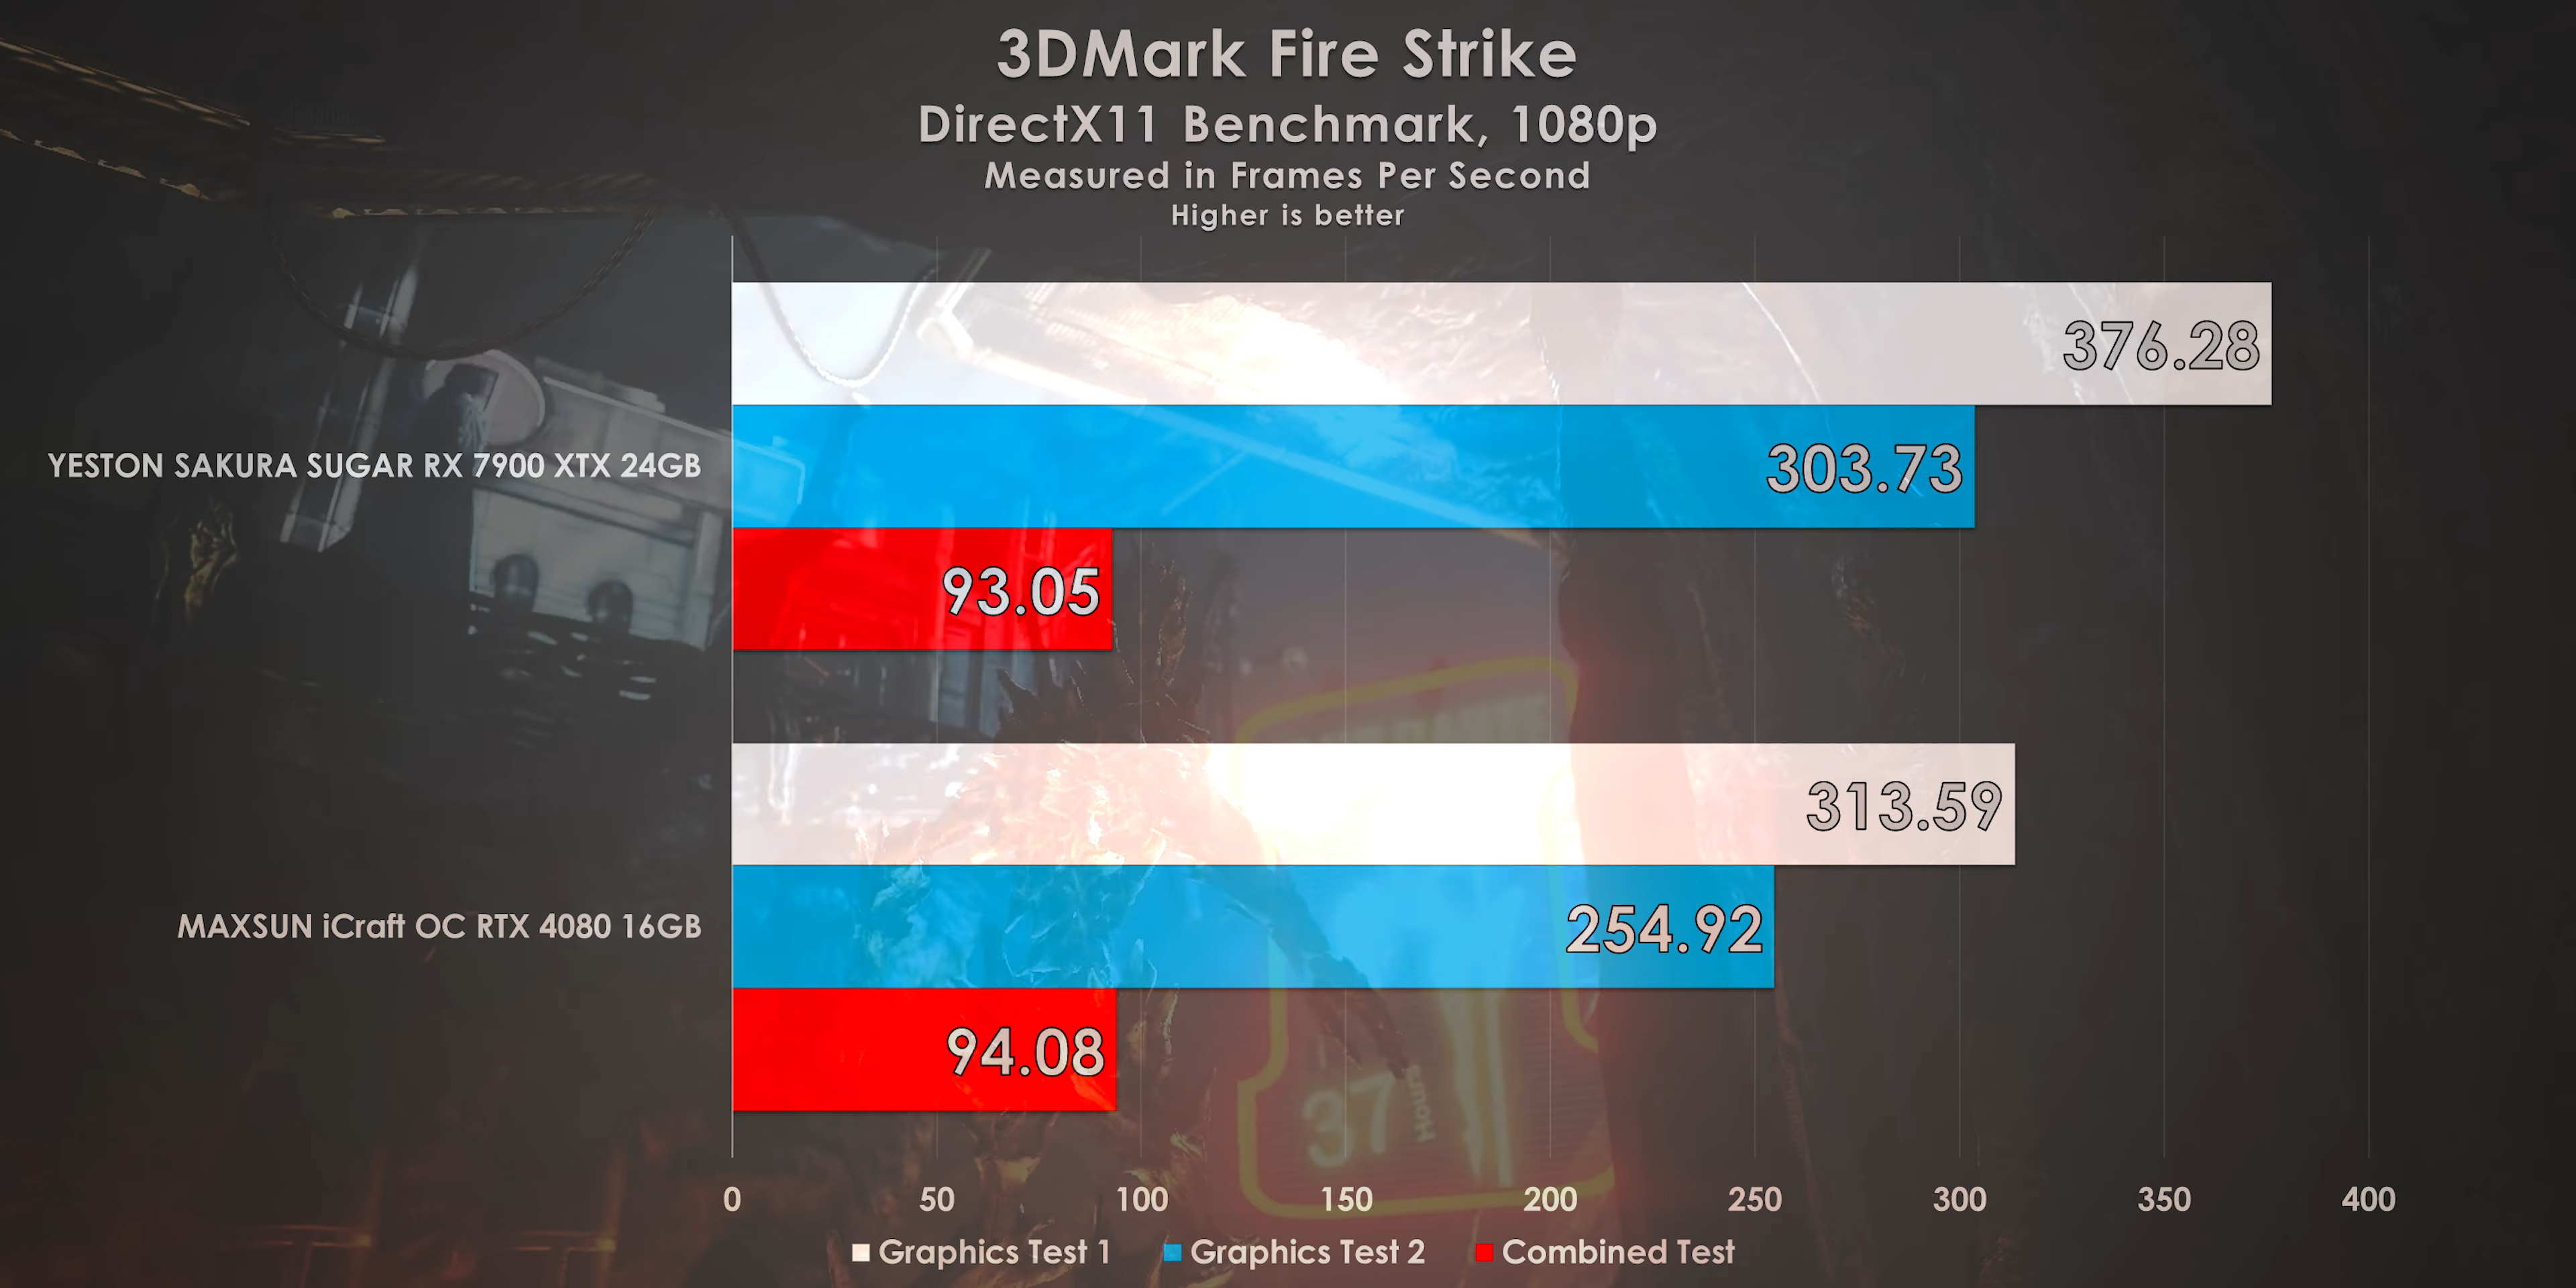 3DMark Fire Strike
DirectX11 Benchmark, 1080p
Measured in Frames Per Second
Higher is better
376.28
YESTON SAKURA SUGAR RX 7900 XTX 24GB
303.73
93.05
313.59
MAXSUN iCraft OC RTX 4080 16GB
254.92
94.08
37 Hours
0 50 100 150 200 250 300 350 400
Graphics Test 1 Graphics Test 2 Combined Test